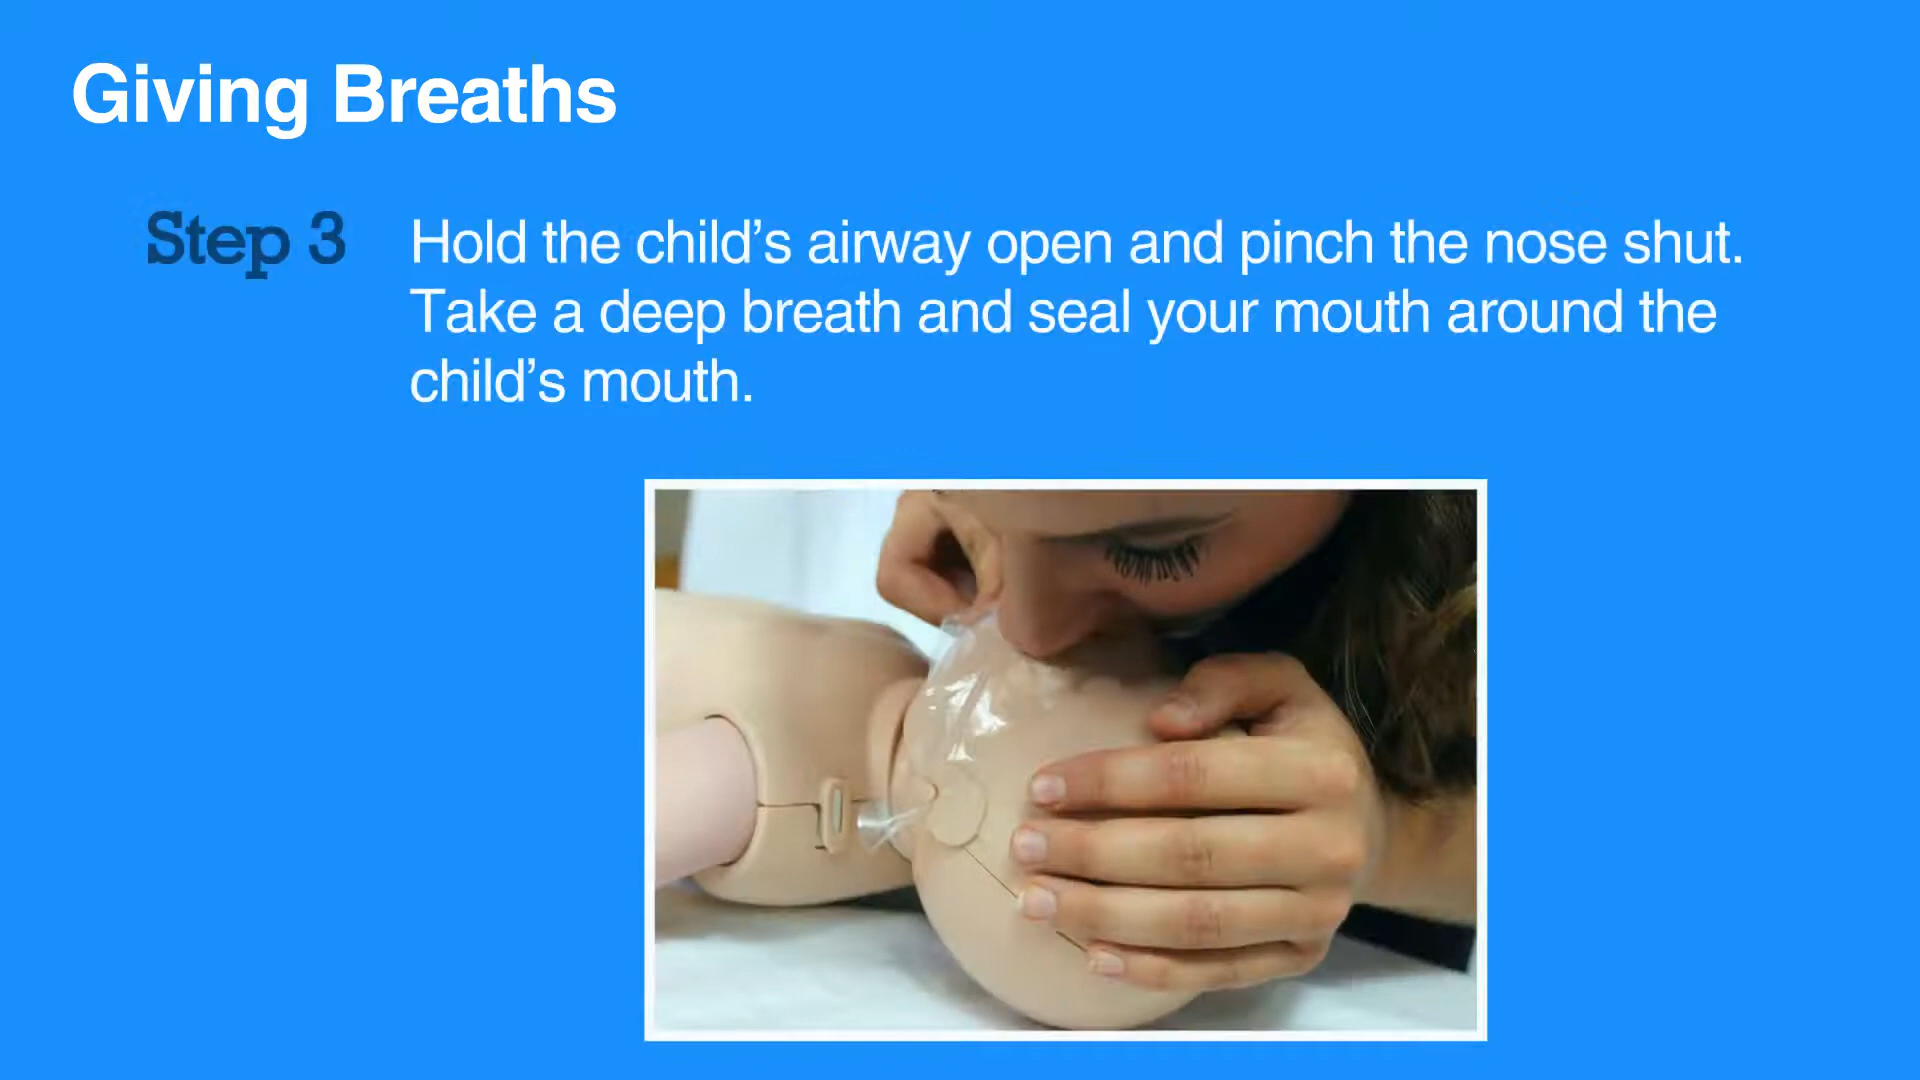 Giving Breaths
Step 3
Hold the child’s airway open and pinch the nose shut.
Take a deep breath and seal your mouth around the
child’s mouth.